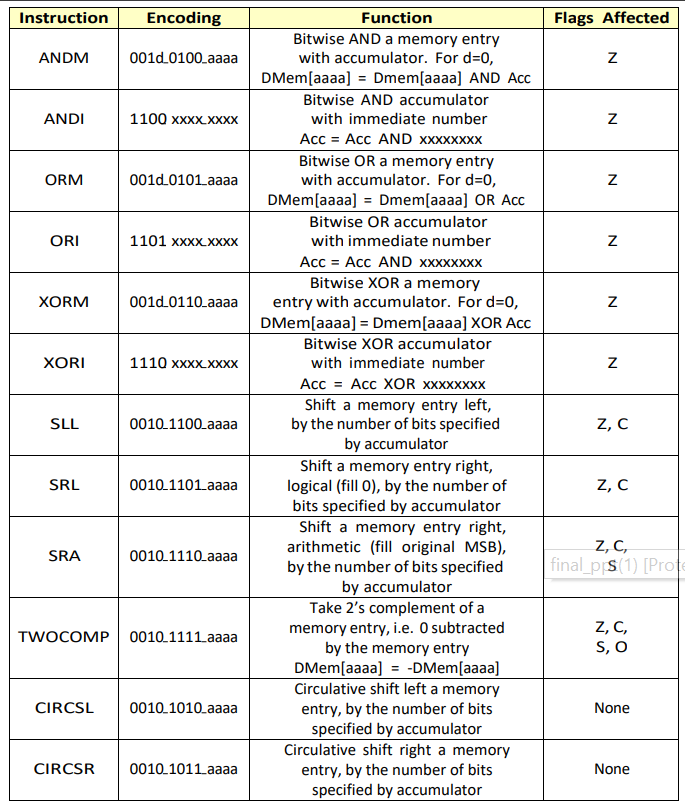 Instruction Encoding Function Flags Affected
Bitwise AND a memory entry
ANDM 001d_0100_aaaa with accumulator. For d=0, Z
DMem[aaaa] = Dmem[aaaa] AND Acc
Bitwise AND accumulator
ANDI 1100 xxxx_xxxx with immediate number Z
Acc = Acc AND xxxxxxxx
Bitwise OR a memory entry
ORM 001d_0101_aaaa with accumulator. For d=0, Z
DMem[aaaa] = Dmem[aaaa] OR Acc
Bitwise OR accumulator
ORI 1101 xxxx_xxxx with immediate number Z
Acc = Acc AND xxxxxxxx
Bitwise XOR a memory
XORM 001d_0110_aaaa entry with accumulator. For d=0, Z
DMem[aaaa] = Dmem[aaaa] XOR Acc
Bitwise XOR accumulator
XORI 1110 xxxx_xxxx with immediate number Z
Acc = Acc XOR xxxxxxxx
Shift a memory entry left,
SLL 0010_1100_aaaa by the number of bits specified Z, C
by accumulator
Shift a memory entry right,
SRL 0010_1101_aaaa logical (fill 0), by the number of Z, C
bits specified by accumulator
Shift a memory entry right,
arithmetic (fill original MSB), Z, C,
SRA 0010_1110_aaaa by the number of bits specified S
by accumulator
final_ppt(1) [Prote
Take 2's complement of a
memory entry, i.e. 0 subtracted Z, C,
TWOCOMP 0010_1111_aaaa by the memory entry S, O
DMem[aaaa] = -DMem[aaaa]
Circulative shift left a memory
CIRCSL 0010_1010_aaaa entry, by the number of bits None
specified by accumulator
Circulative shift right a memory
CIRCSR 0010_1011_aaaa entry, by the number of bits None
specified by accumulator